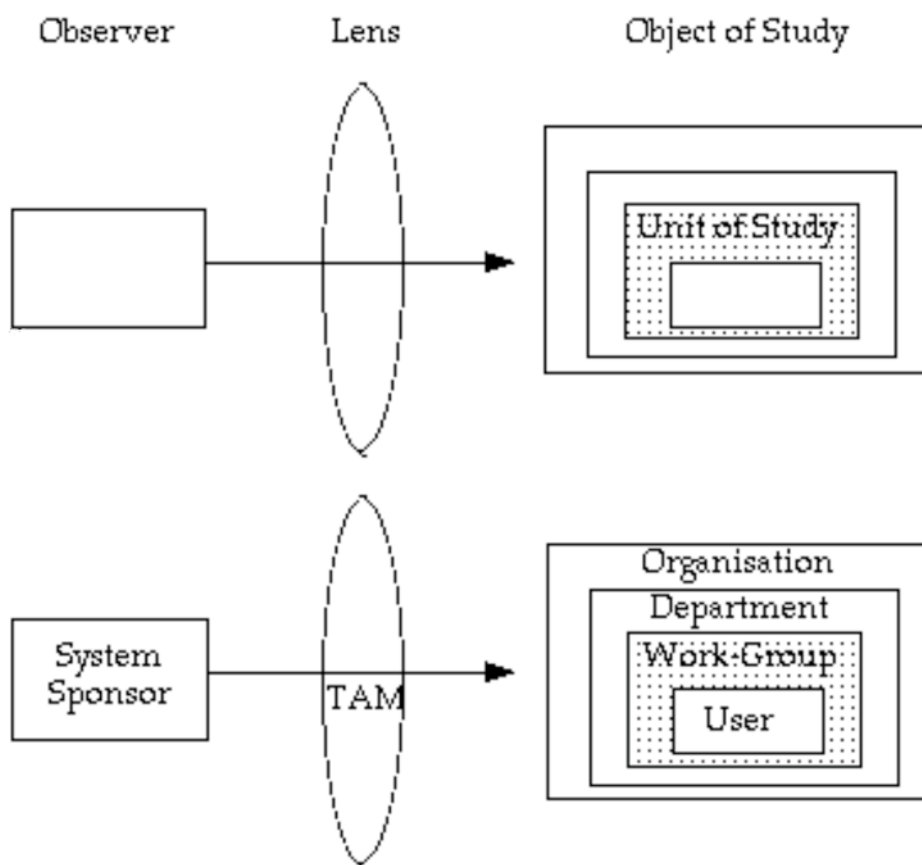 Observer
Lens
Object of Study
Unit of Study
Organisation
Department
Work-Group
User
System
Sponsor
TAM